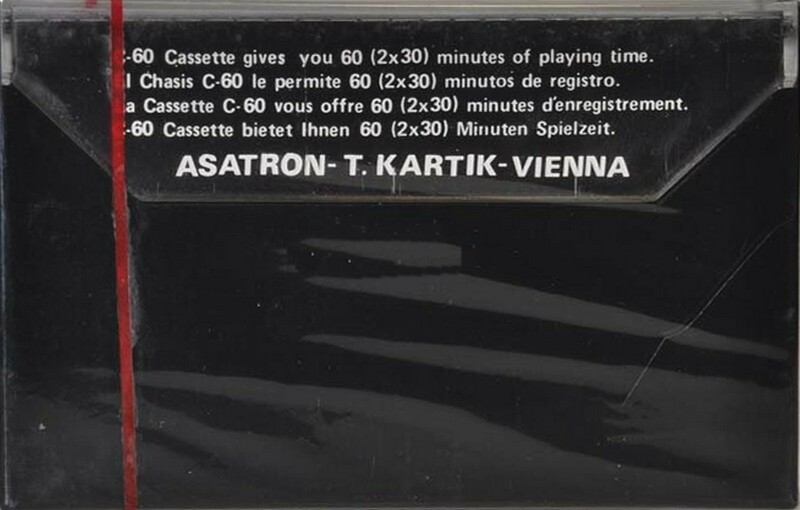 -60 Cassette gives you 60 (2x30) minutes of playing time.
l Chasis C-60 le permite 60 (2x30) minutos de registro.
a Cassette C-60 vous offre 60 (2x30) minutes d'enregistrement.
-60 Cassette bietet Ihnen 60 (2x30) Minuten Spielzeit.
ASATRON- T. KARTIK-VIENNA